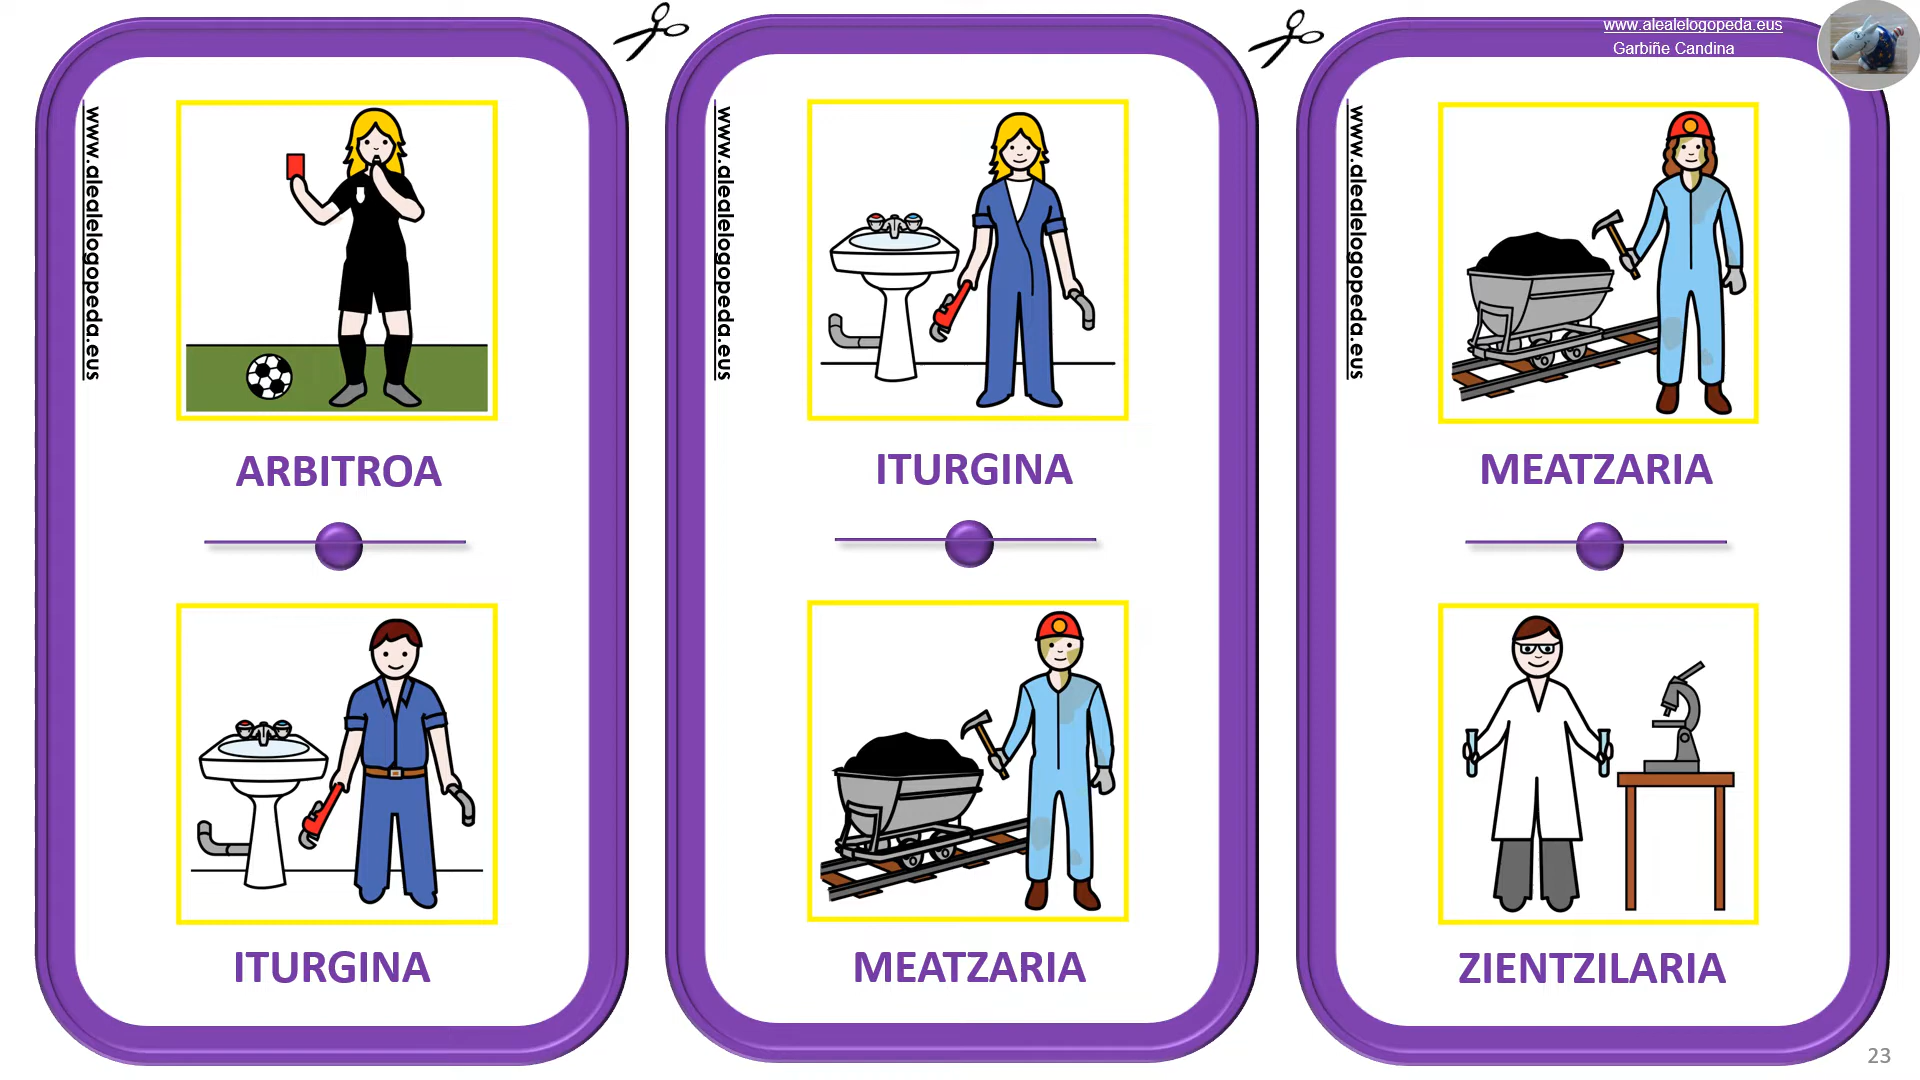 www.alealelogopeda.eus
Garbiñe Candina
www.alealelogopeda.eus
ARBITROA
ITURGINA
www.alealelogopeda.eus
ITURGINA
MEATZARIA
www.alealelogopeda.eus
MEATZARIA
ZIENTZILARIA
23